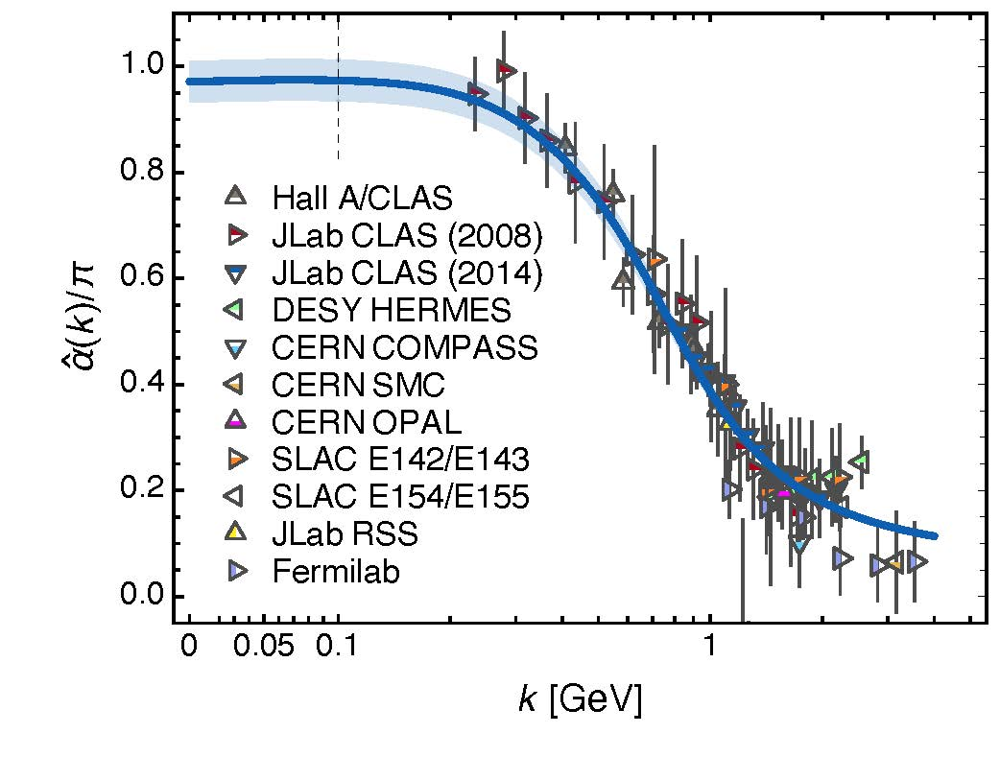 1.0
0.8
0.6
0.4
0.2
0.0
α̂(k)/π
Hall A/CLAS
JLab CLAS (2008)
JLab CLAS (2014)
DESY HERMES
CERN COMPASS
CERN SMC
CERN OPAL
SLAC E142/E143
SLAC E154/E155
JLab RSS
Fermilab
0 0.05 0.1 1
k [GeV]